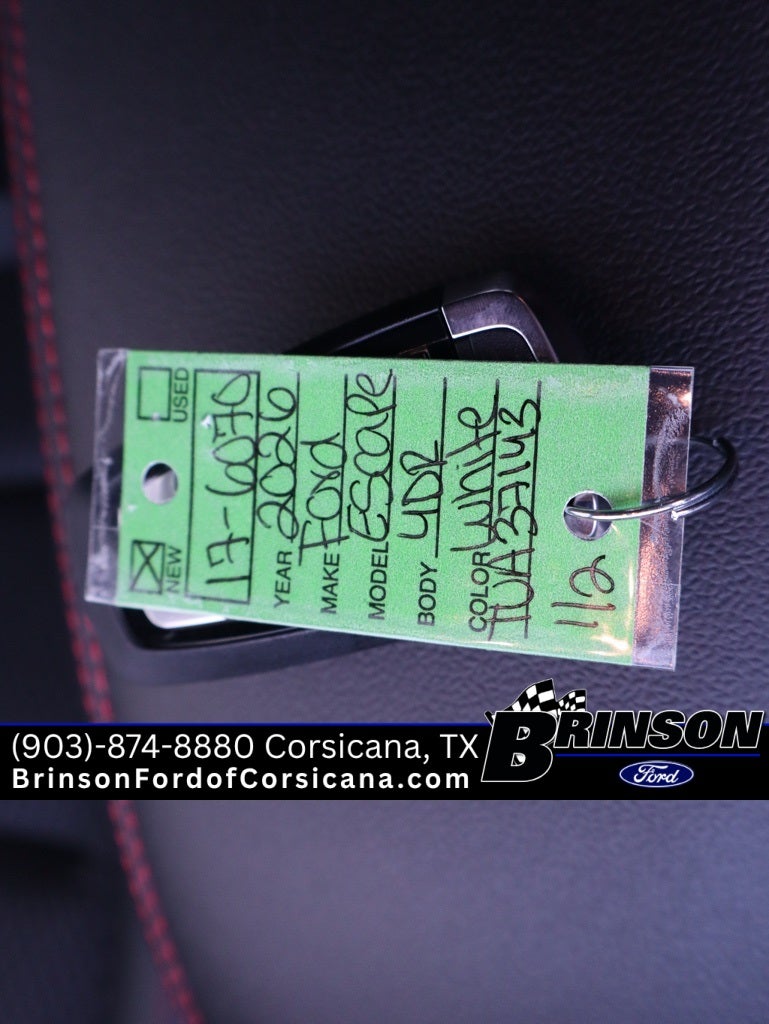 NEW USED
17-6070
YEAR 2026
MAKE Ford
MODEL Escape
BODY 4DR
COLOR White
TUA37143
112
(903)-874-8880 Corsicana, TX
BrinsonFordofCorsicana.com
BRINSON
Ford